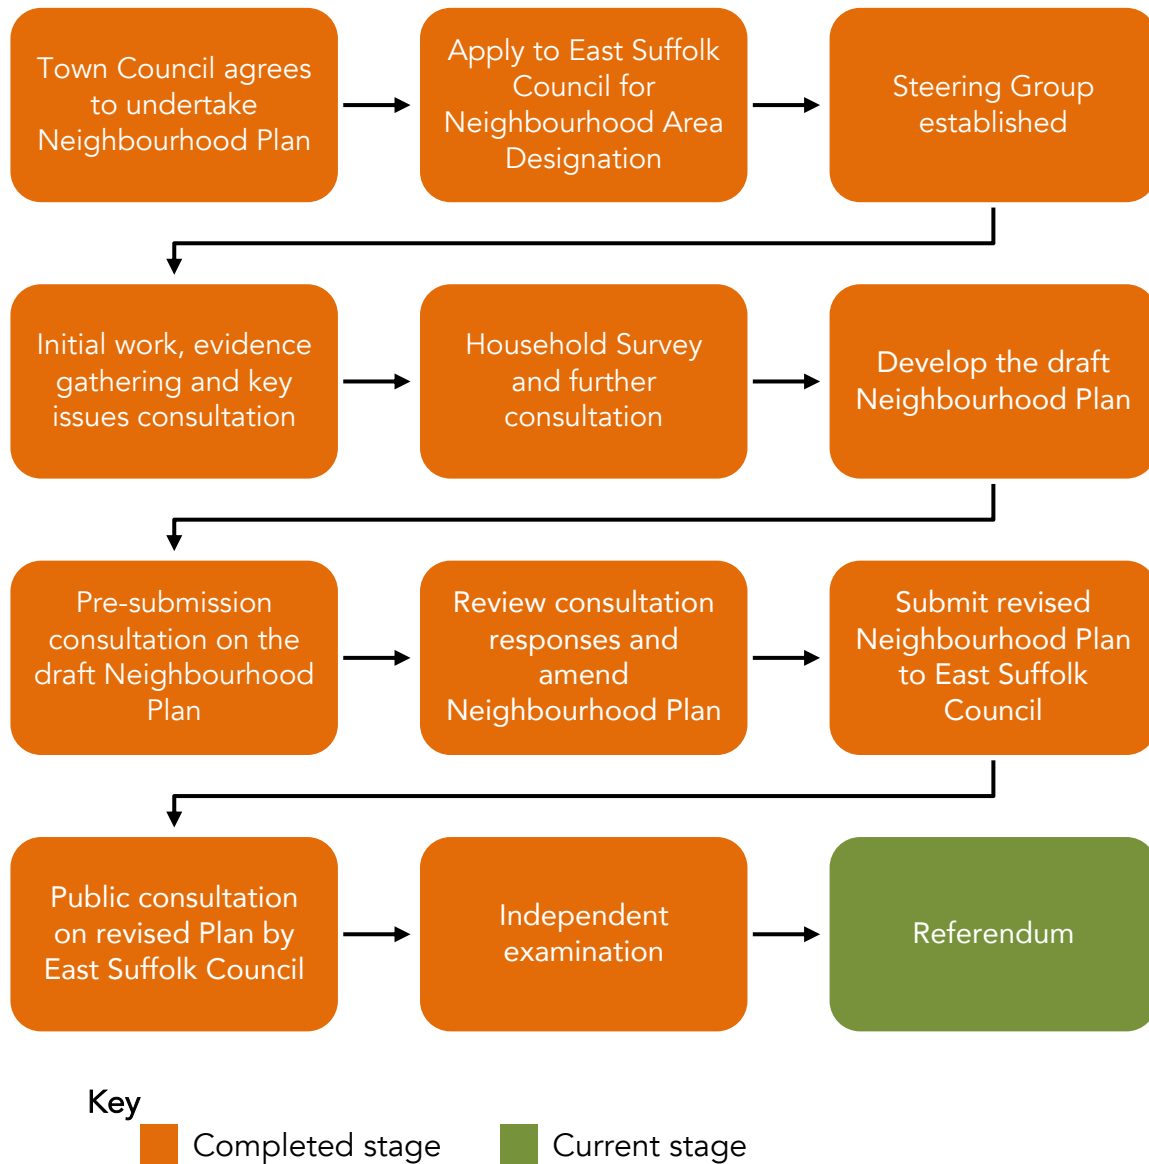 Town Council agrees
to undertake
Neighbourhood Plan
Apply to East Suffolk
Council for
Neighbourhood Area
Designation
Steering Group
established
Initial work, evidence
gathering and key
issues consultation
Household Survey
and further
consultation
Develop the draft
Neighbourhood Plan
Pre-submission
consultation on the
draft Neighbourhood
Plan
Review consultation
responses and
amend
Neighbourhood Plan
Submit revised
Neighbourhood Plan
to East Suffolk
Council
Public consultation
on revised Plan by
East Suffolk Council
Independent
examination
Referendum
Key
Completed stage
Current stage